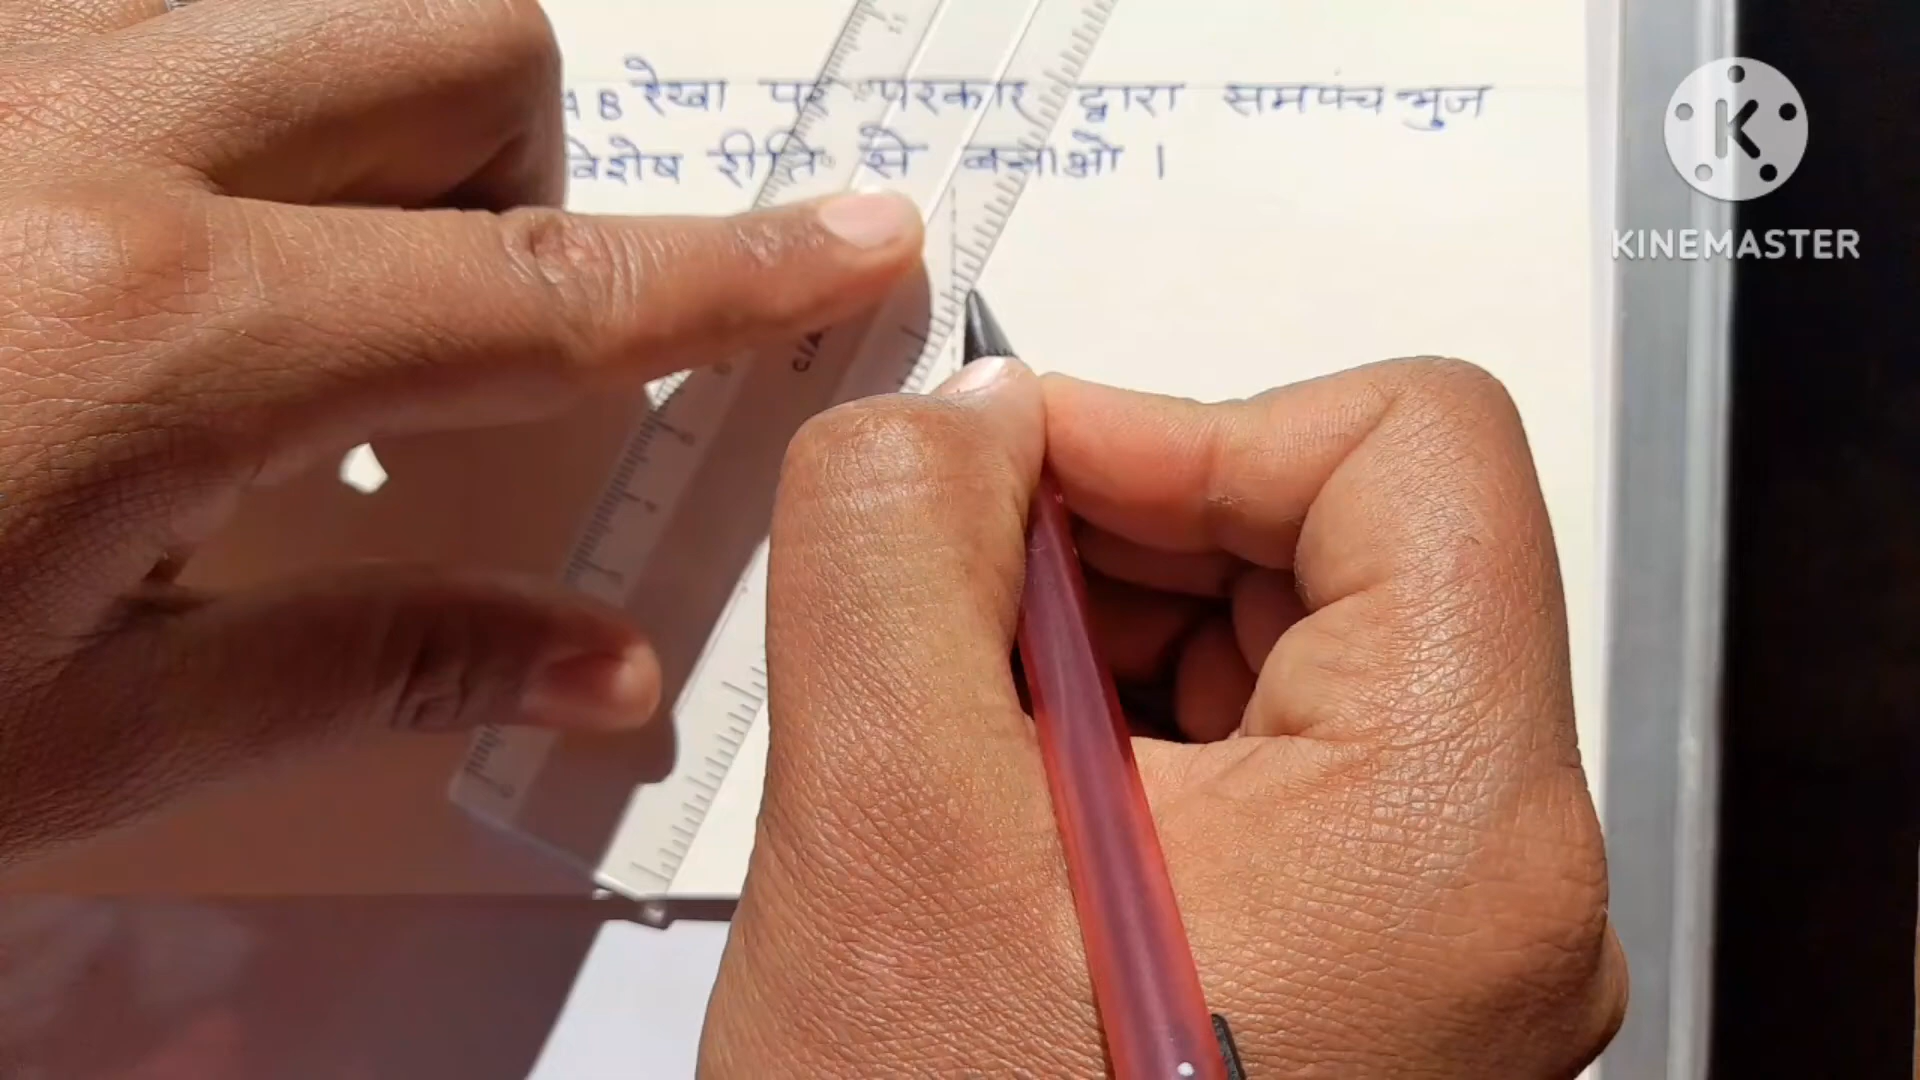 AB रेखा पर परकार द्वारा समपंचभुज
विशेष रीति से बनाओ ।
K
KINEMASTER